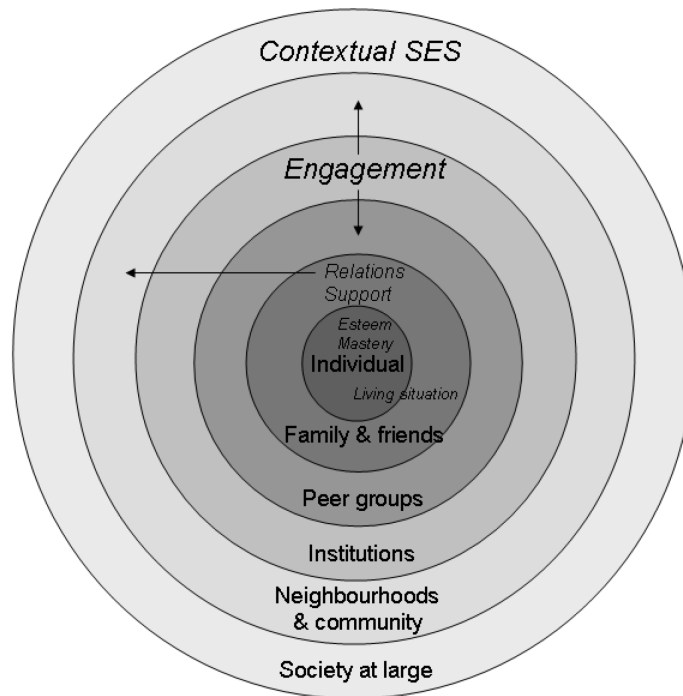 Contextual SES
Engagement
Relations
Support
Esteem
Mastery
Individual
Living situation
Family & friends
Peer groups
Institutions
Neighbourhoods
& community
Society at large